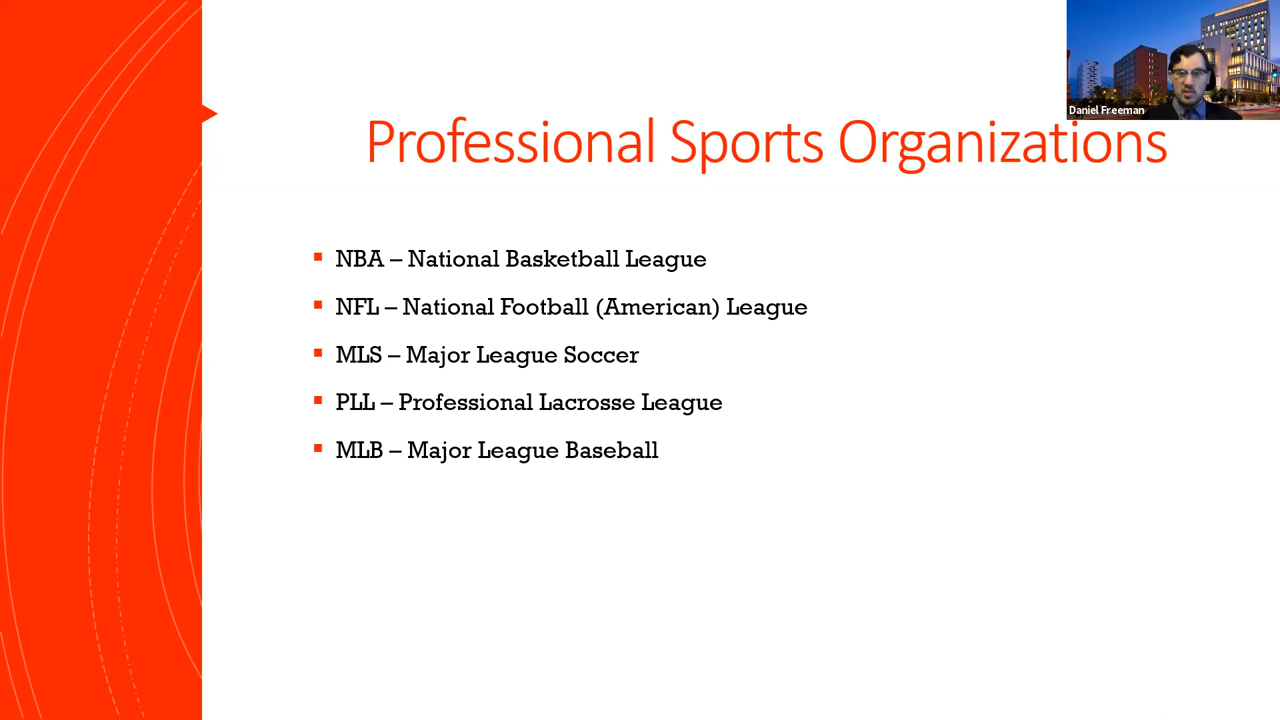 Daniel Freeman
Professional Sports Organizations
NBA – National Basketball League
NFL – National Football (American) League
MLS – Major League Soccer
PLL – Professional Lacrosse League
MLB – Major League Baseball